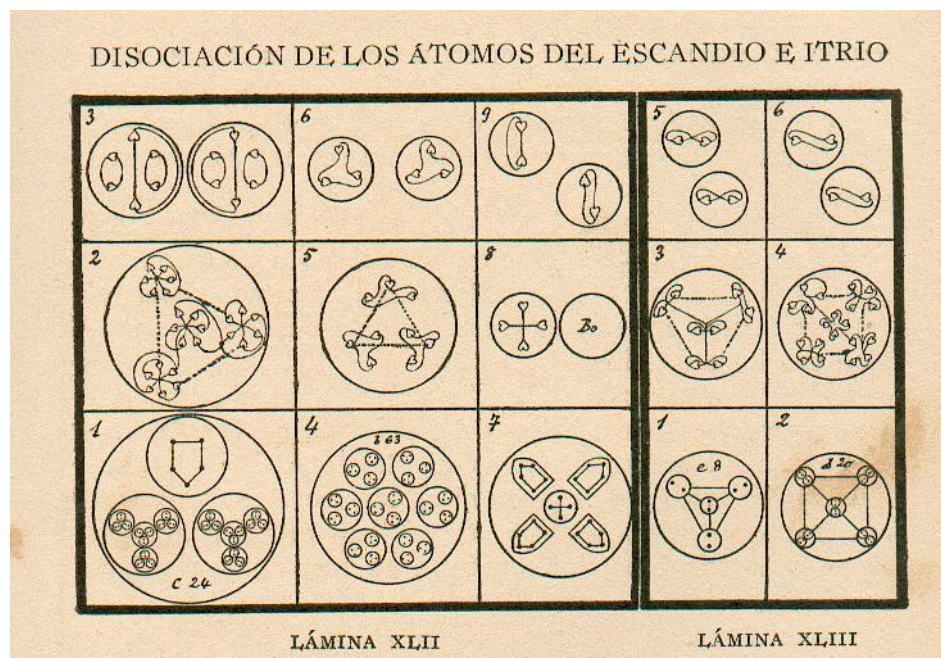 DISOCIACIÓN DE LOS ÁTOMOS DEL ESCANDIO E ITRIO
3 6 9 5 6
2 5 8 3 4
Bo
1 4 7 1 2
b 63
c 8
d 20
C 24
LÁMINA XLII LÁMINA XLIII